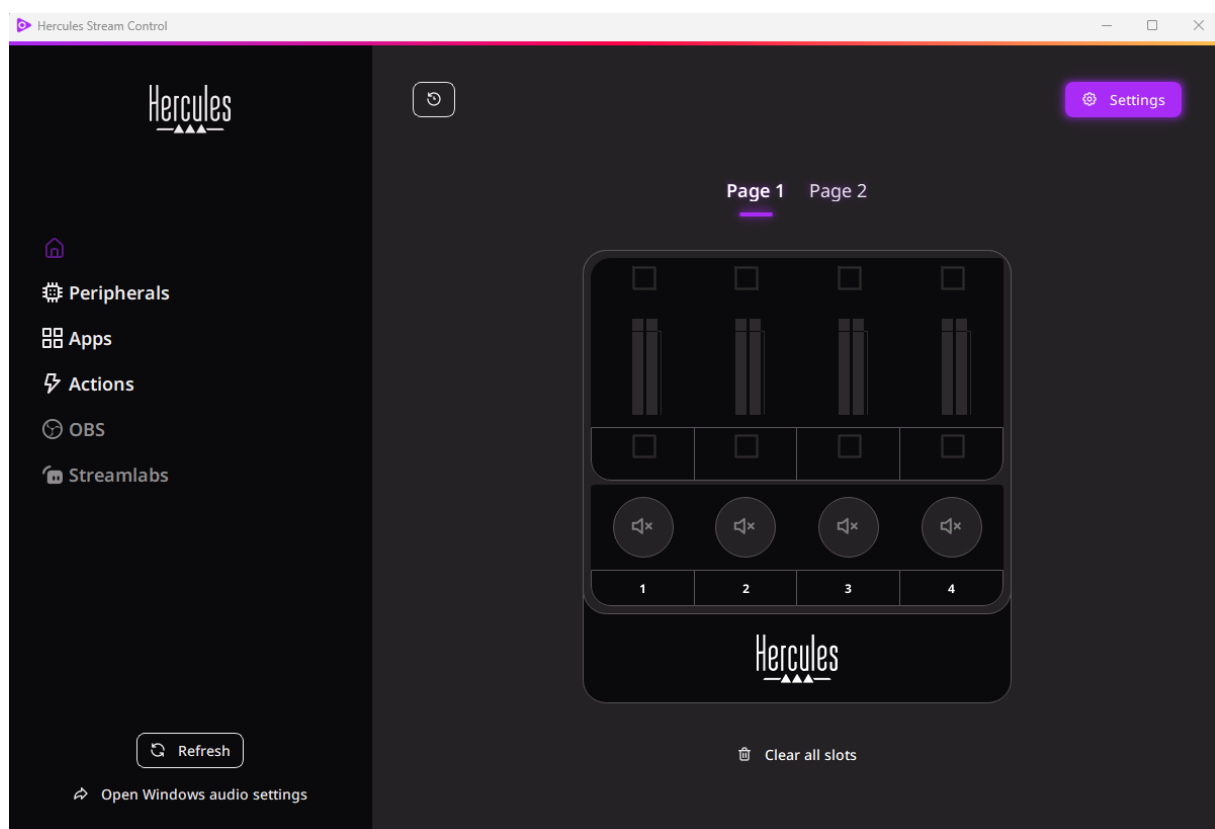 Hercules Stream Control
Hercules
Settings
Page 1 Page 2
Peripherals
Apps
Actions
OBS
Streamlabs
1 2 3 4
Hercules
Refresh
Clear all slots
Open Windows audio settings